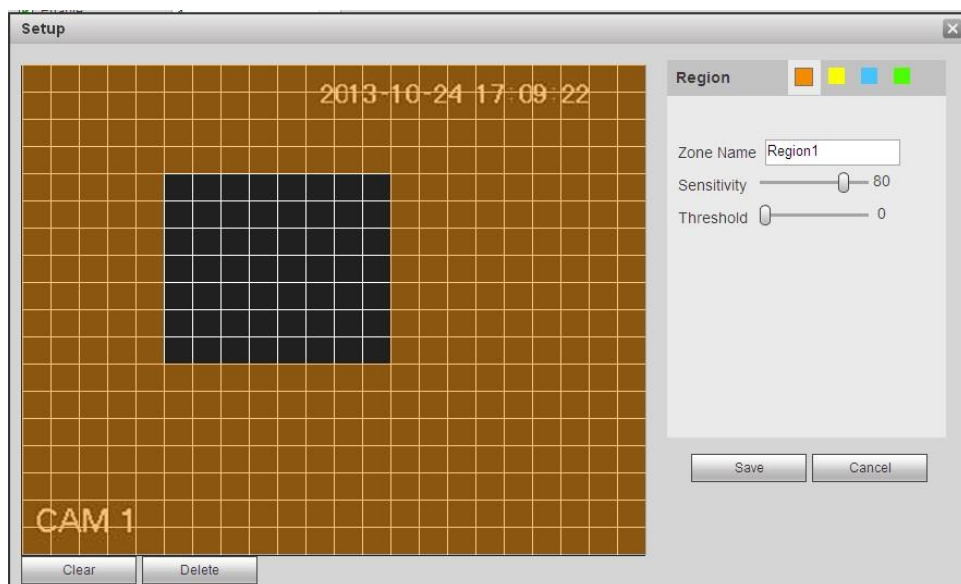 Setup
2013-10-24 17:09:22
Region
Zone Name Region1
Sensitivity 80
Threshold 0
Save Cancel
CAM 1
Clear Delete